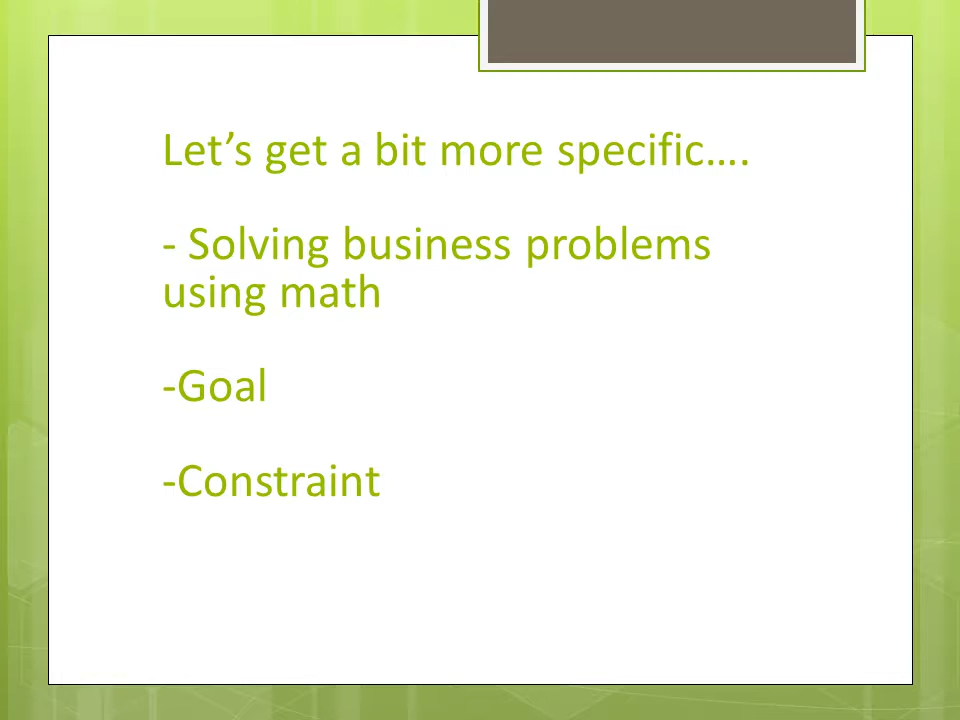 Let’s get a bit more specific….
- Solving business problems
using math
-Goal
-Constraint